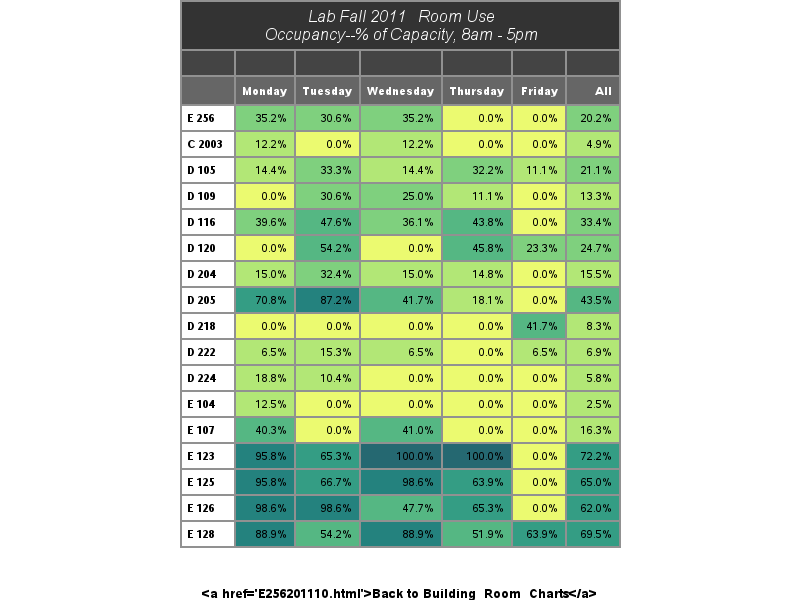 Lab Fall 2011 Room Use
Occupancy--% of Capacity, 8am - 5pm
Monday Tuesday Wednesday Thursday Friday All
E 256 35.2% 30.6% 35.2% 0.0% 0.0% 20.2%
C 2003 12.2% 0.0% 12.2% 0.0% 0.0% 4.9%
D 105 14.4% 33.3% 14.4% 32.2% 11.1% 21.1%
D 109 0.0% 30.6% 25.0% 11.1% 0.0% 13.3%
D 116 39.6% 47.6% 36.1% 43.8% 0.0% 33.4%
D 120 0.0% 54.2% 0.0% 45.8% 23.3% 24.7%
D 204 15.0% 32.4% 15.0% 14.8% 0.0% 15.5%
D 205 70.8% 87.2% 41.7% 18.1% 0.0% 43.5%
D 218 0.0% 0.0% 0.0% 0.0% 41.7% 8.3%
D 222 6.5% 15.3% 6.5% 0.0% 6.5% 6.9%
D 224 18.8% 10.4% 0.0% 0.0% 0.0% 5.8%
E 104 12.5% 0.0% 0.0% 0.0% 0.0% 2.5%
E 107 40.3% 0.0% 41.0% 0.0% 0.0% 16.3%
E 123 95.8% 65.3% 100.0% 100.0% 0.0% 72.2%
E 125 95.8% 66.7% 98.6% 63.9% 0.0% 65.0%
E 126 98.6% 98.6% 47.7% 65.3% 0.0% 62.0%
E 128 88.9% 54.2% 88.9% 51.9% 63.9% 69.5%
<a href='E256201110.html'>Back to Building Room Charts</a>